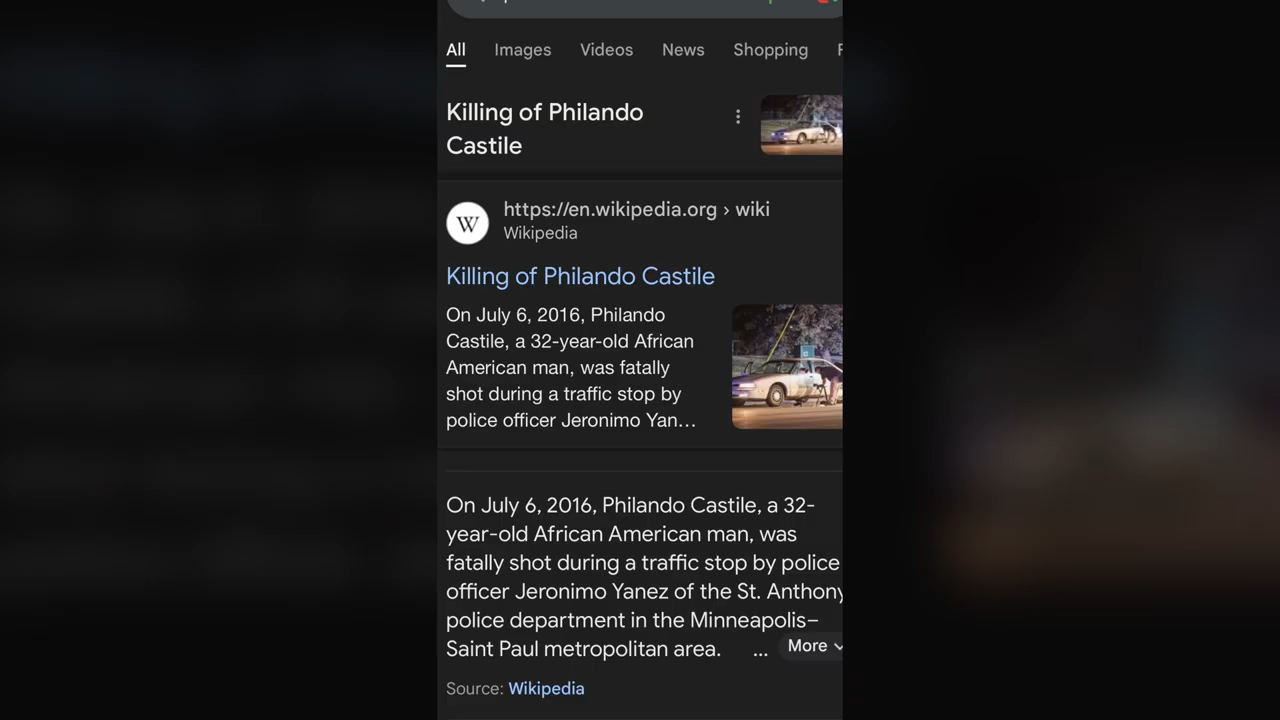 All Images Videos News Shopping
Killing of Philando
Castile
W
https://en.wikipedia.org › wiki
Wikipedia
Killing of Philando Castile
On July 6, 2016, Philando
Castile, a 32-year-old African
American man, was fatally
shot during a traffic stop by
police officer Jeronimo Yan...
On July 6, 2016, Philando Castile, a 32-
year-old African American man, was
fatally shot during a traffic stop by police
officer Jeronimo Yanez of the St. Anthony
police department in the Minneapolis–
Saint Paul metropolitan area. ... More
Source: Wikipedia